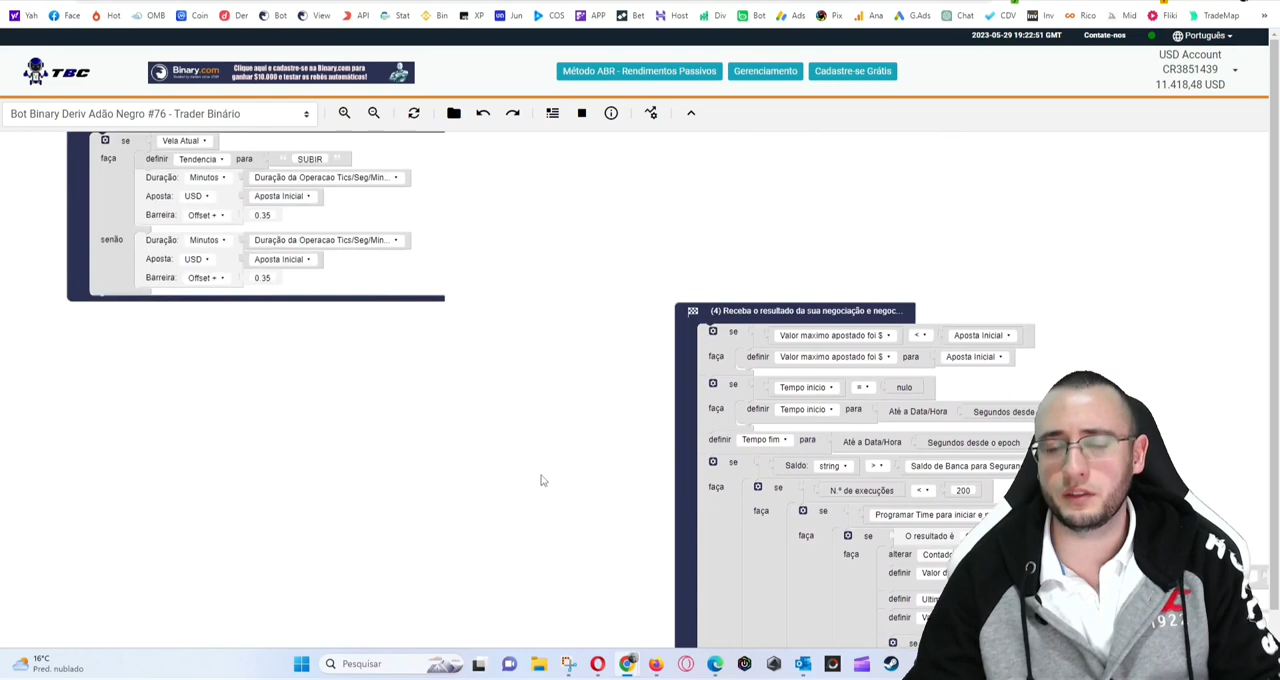 Yah Face Hot OMB Coin Der Bot View API Stat Bin XP Jun COS APP Bet Host Div Bot Ads Pix Ana G.Ads Chat CDV Inv Rico Mid Fliki TradeMap »
2023-05-29 19:22:51 GMT Contate-nos Português
TBC
Binary.com
Clique aqui e cadastre-se na Binary.com para
ganhar $10.000 e testar os robôs automáticos!
Método ABR - Rendimentos Passivos
Gerenciamento
Cadastre-se Grátis
USD Account
CR3851439
11.418,48 USD
Bot Binary Deriv Adão Negro #76 - Trader Binário
se Vela Atual
faça definir Tendencia para “ SUBIR ”
Duração: Minutos Duração da Operacao Tics/Seg/Min...
Aposta: USD Aposta Inicial
Barreira: Offset + 0.35
senão Duração: Minutos Duração da Operacao Tics/Seg/Min...
Aposta: USD Aposta Inicial
Barreira: Offset + 0.35
(4) Receba o resultado da sua negociação e negoc...
se Valor maximo apostado foi $ < Aposta Inicial
faça definir Valor maximo apostado foi $ para Aposta Inicial
se Tempo inicio = nulo
faça definir Tempo inicio para Até a Data/Hora Segundos desde
definir Tempo fim para Até a Data/Hora Segundos desde o epoch
se Saldo: string > Saldo de Banca para Seguran
faça se N.º de execuções < 200
faça se Programar Time para iniciar e
faça se O resultado é
faça alterar Contad
definir Valor d
definir Ultim
definir
se
1922
16°C
Pred. nublado
Pesquisar